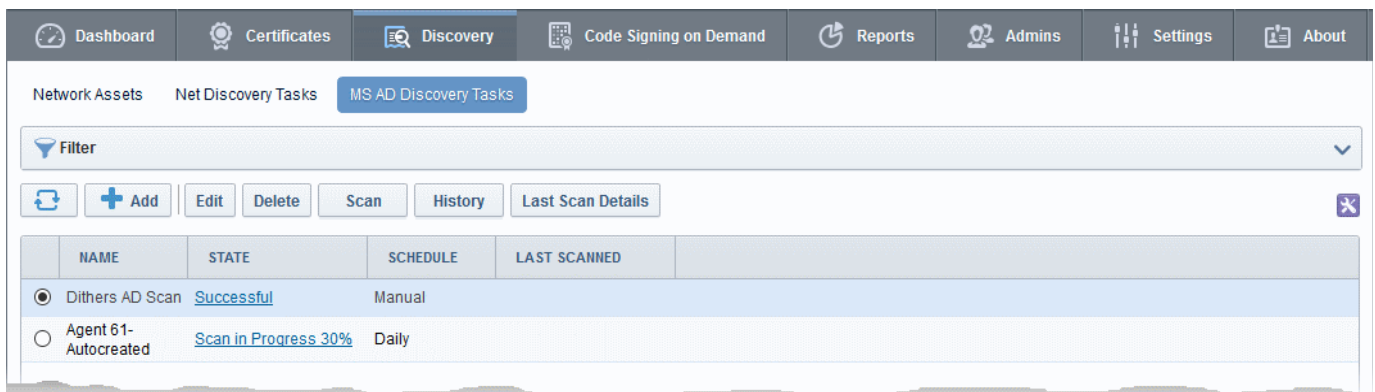 Dashboard Certificates Discovery Code Signing on Demand Reports Admins Settings About
Network Assets Net Discovery Tasks MS AD Discovery Tasks
Filter
Add Edit Delete Scan History Last Scan Details
NAME STATE SCHEDULE LAST SCANNED
Dithers AD Scan Successful Manual
Agent 61-
Autocreated Scan in Progress 30% Daily